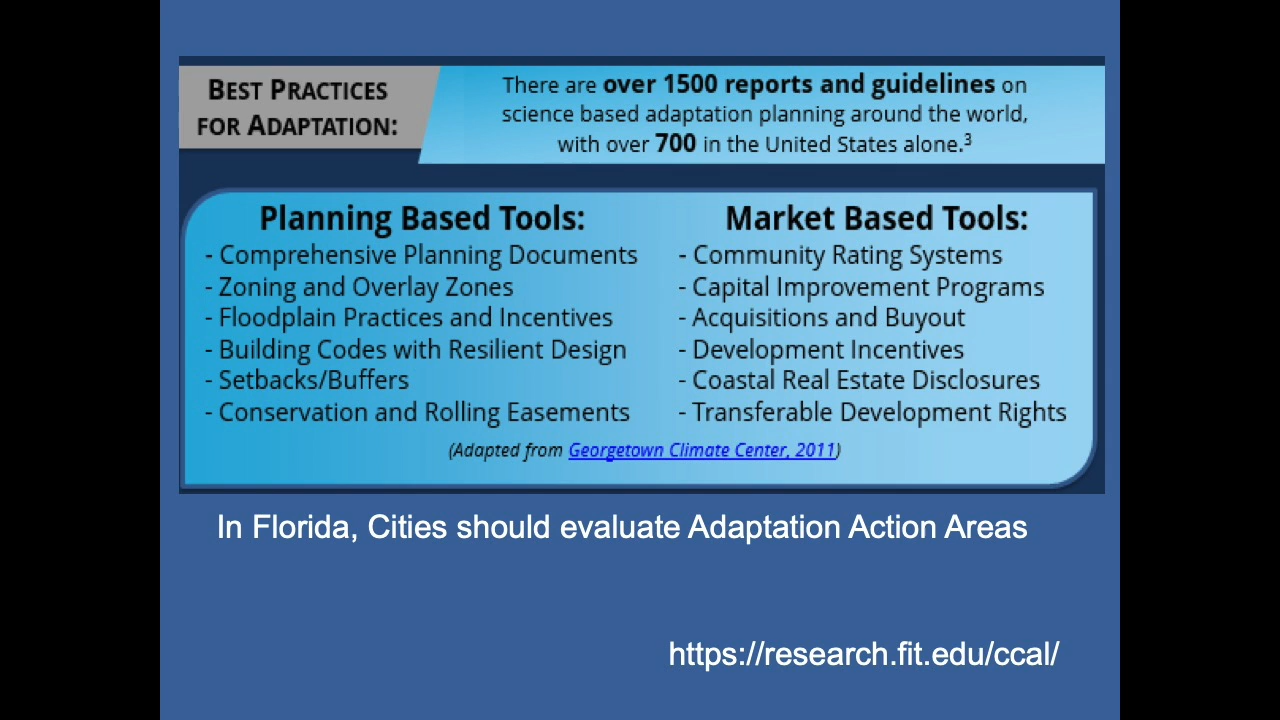 BEST PRACTICES
FOR ADAPTATION:
There are over 1500 reports and guidelines on
science based adaptation planning around the world,
with over 700 in the United States alone.³
Planning Based Tools:
- Comprehensive Planning Documents
- Zoning and Overlay Zones
- Floodplain Practices and Incentives
- Building Codes with Resilient Design
- Setbacks/Buffers
- Conservation and Rolling Easements
Market Based Tools:
- Community Rating Systems
- Capital Improvement Programs
- Acquisitions and Buyout
- Development Incentives
- Coastal Real Estate Disclosures
- Transferable Development Rights
(Adapted from Georgetown Climate Center, 2011)
In Florida, Cities should evaluate Adaptation Action Areas
https://research.fit.edu/ccal/